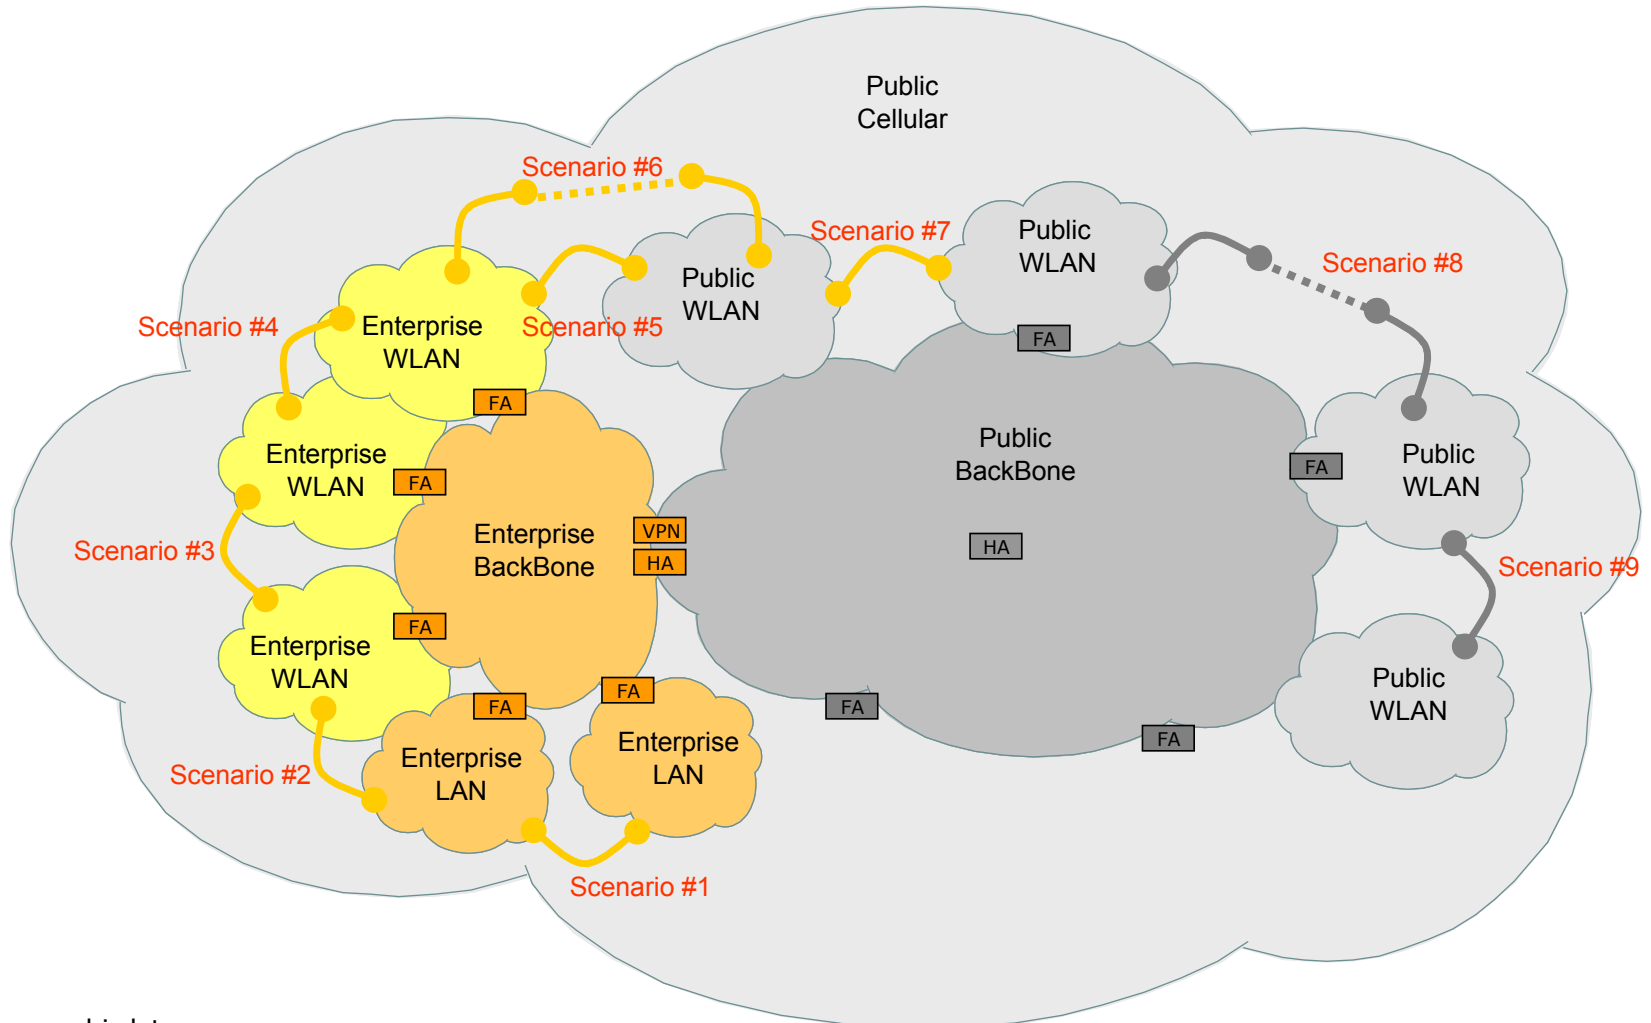 Public
Cellular
Scenario #6
Scenario #7
Public
WLAN
Scenario #8
Public
WLAN
Scenario #4
Enterprise
WLAN
Scenario #5
FA
FA
Public
BackBone
Enterprise
WLAN
FA
FA
Public
WLAN
Scenario #3
Enterprise
BackBone
VPN
HA
HA
Scenario #9
FA
Enterprise
WLAN
FA
FA
FA
FA
Public
WLAN
Scenario #2
Enterprise
LAN
Enterprise
LAN
Scenario #1